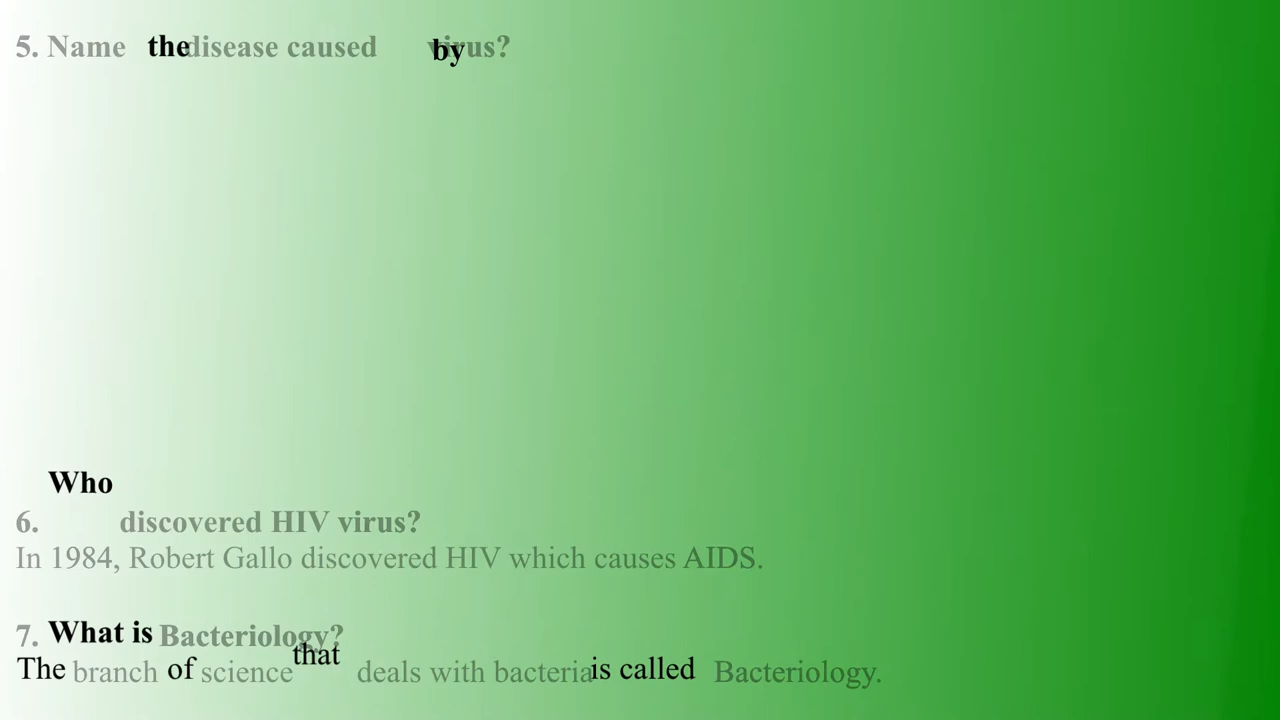 5. Name the disease caused by virus?
6. Who discovered HIV virus?
In 1984, Robert Gallo discovered HIV which causes AIDS.
7. What is Bacteriology?
The branch of science that deals with bacteria is called Bacteriology.